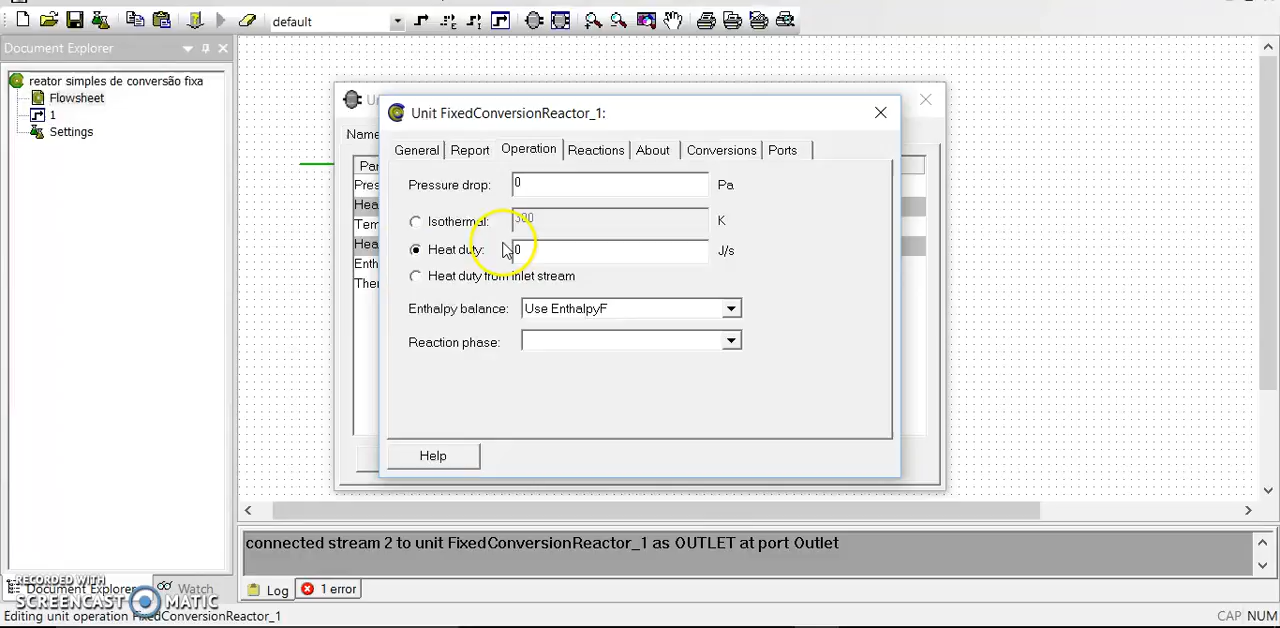 default
Document Explorer
reator simples de conversão fixa
Flowsheet
1
Settings
Name
Unit FixedConversionReactor_1:
General Report Operation Reactions About Conversions Ports
Pressure drop: 0 Pa
Isothermal: K
Heat duty: 0 J/s
Heat duty from inlet stream
Enthalpy balance: Use EnthalpyF
Reaction phase:
Help
connected stream 2 to unit FixedConversionReactor_1 as OUTLET at port Outlet
Log 1 error
Document Explorer Watch
RECORDED WITH
SCREENCAST MATIC
Editing unit operation FixedConversionReactor_1
CAP NUM